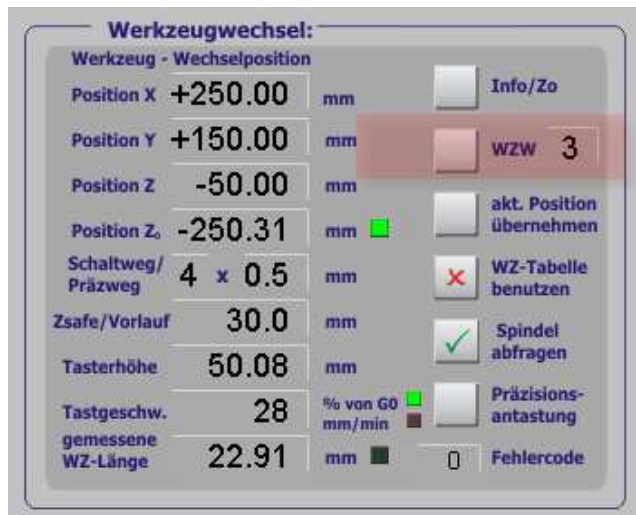 Werkzeugwechsel:
Werkzeug - Wechselposition
Position X +250.00 mm
Info/Zo
Position Y +150.00 mm
WZW 3
Position Z -50.00 mm
akt. Position
übernehmen
Position Z₀ -250.31 mm
Schaltweg/
Präzweg
4 x 0.5 mm
WZ-Tabelle
benutzen
Zsafe/Vorlauf 30.0 mm
Spindel
abfragen
Tasterhöhe 50.08 mm
Tastgeschw. 28
% von G0
mm/min
Präzisions-
antastung
gemessene
WZ-Länge
22.91 mm
0 Fehlercode